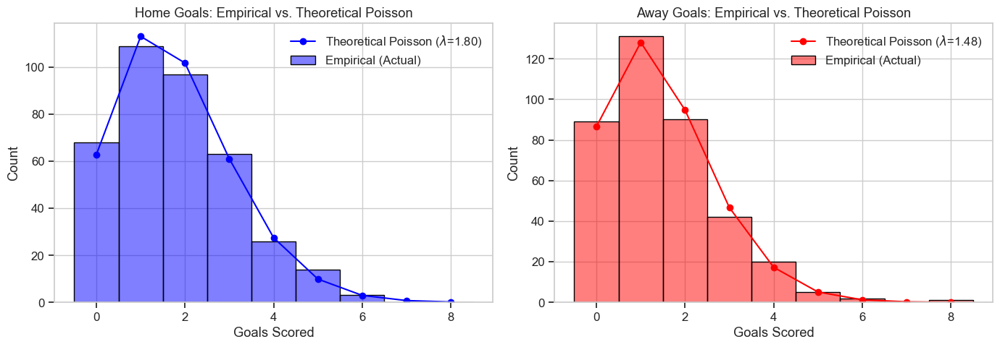 Home Goals: Empirical vs. Theoretical Poisson
Theoretical Poisson (λ=1.80)
Empirical (Actual)
Count
100
80
60
40
20
0
0 2 4 6 8
Goals Scored
Away Goals: Empirical vs. Theoretical Poisson
Theoretical Poisson (λ=1.48)
Empirical (Actual)
Count
120
100
80
60
40
20
0
0 2 4 6 8
Goals Scored